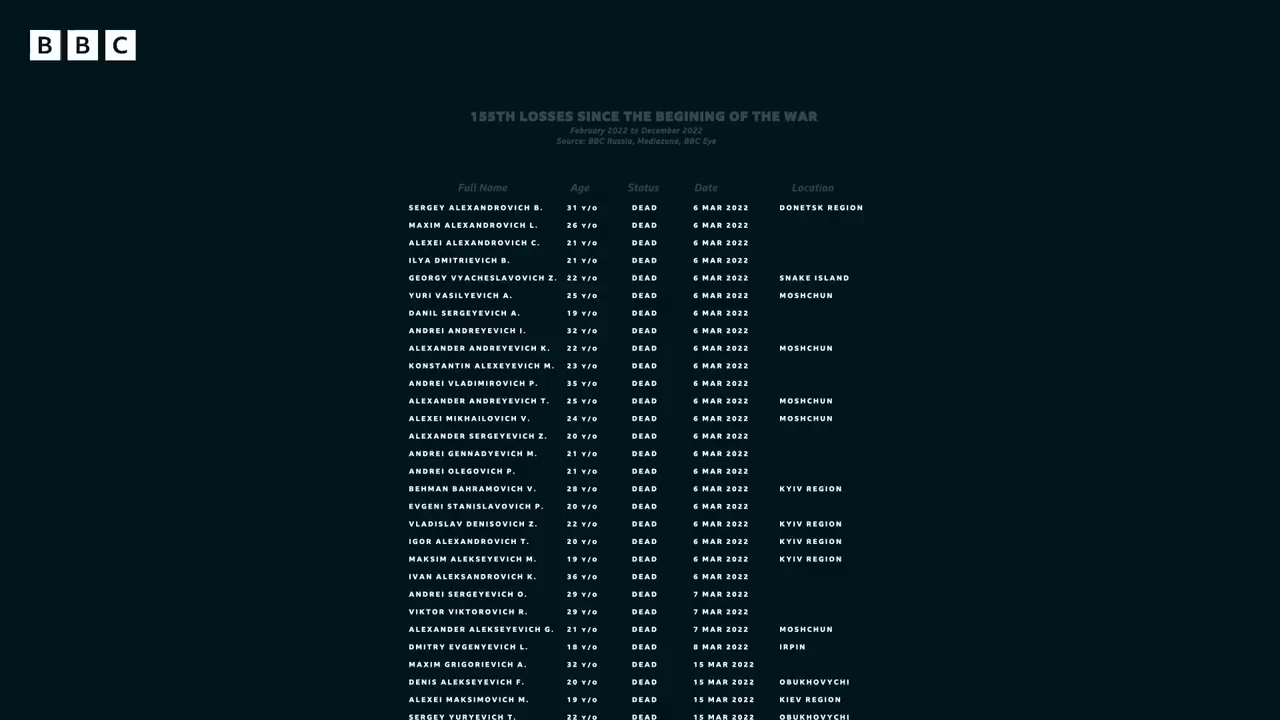 BBC
155TH LOSSES SINCE THE BEGINING OF THE WAR
February 2022 to December 2022
Source: BBC Russia, Mediazona, BBC Eye
Full Name Age Status Date Location
SERGEY ALEXANDROVICH B. 31 Y/O DEAD 6 MAR 2022 DONETSK REGION
MAXIM ALEXANDROVICH L. 26 Y/O DEAD 6 MAR 2022
ALEXEI ALEXANDROVICH C. 21 Y/O DEAD 6 MAR 2022
ILYA DMITRIEVICH B. 21 Y/O DEAD 6 MAR 2022
GEORGY VYACHESLAVOVICH Z. 22 Y/O DEAD 6 MAR 2022 SNAKE ISLAND
YURI VASILYEVICH A. 25 Y/O DEAD 6 MAR 2022 MOSHCHUN
DANIL SERGEYEVICH A. 19 Y/O DEAD 6 MAR 2022
ANDREI ANDREYEVICH I. 32 Y/O DEAD 6 MAR 2022
ALEXANDER ANDREYEVICH K. 22 Y/O DEAD 6 MAR 2022 MOSHCHUN
KONSTANTIN ALEXEYEVICH M. 23 Y/O DEAD 6 MAR 2022
ANDREI VLADIMIROVICH P. 35 Y/O DEAD 6 MAR 2022
ALEXANDER ANDREYEVICH T. 25 Y/O DEAD 6 MAR 2022 MOSHCHUN
ALEXEI MIKHAILOVICH V. 24 Y/O DEAD 6 MAR 2022 MOSHCHUN
ALEXANDER SERGEYEVICH Z. 20 Y/O DEAD 6 MAR 2022
ANDREI GENNADYEVICH M. 21 Y/O DEAD 6 MAR 2022
ANDREI OLEGOVICH P. 21 Y/O DEAD 6 MAR 2022
BEHMAN BAHRAMOVICH V. 28 Y/O DEAD 6 MAR 2022 KYIV REGION
EVGENI STANISLAVOVICH P. 20 Y/O DEAD 6 MAR 2022
VLADISLAV DENISOVICH Z. 22 Y/O DEAD 6 MAR 2022 KYIV REGION
IGOR ALEXANDROVICH T. 20 Y/O DEAD 6 MAR 2022 KYIV REGION
MAKSIM ALEKSEYEVICH M. 19 Y/O DEAD 6 MAR 2022 KYIV REGION
IVAN ALEKSANDROVICH K. 36 Y/O DEAD 6 MAR 2022
ANDREI SERGEYEVICH O. 29 Y/O DEAD 7 MAR 2022
VIKTOR VIKTOROVICH R. 29 Y/O DEAD 7 MAR 2022
ALEXANDER ALEKSEYEVICH G. 21 Y/O DEAD 7 MAR 2022 MOSHCHUN
DMITRY EVGENYEVICH L. 18 Y/O DEAD 8 MAR 2022 IRPIN
MAXIM GRIGORIEVICH A. 32 Y/O DEAD 15 MAR 2022
DENIS ALEKSEYEVICH F. 20 Y/O DEAD 15 MAR 2022 OBUKHOVYCHI
ALEXEI MAKSIMOVICH M. 19 Y/O DEAD 15 MAR 2022 KIEV REGION
SERGEY YURYEVICH T. 22 Y/O DEAD 15 MAR 2022 OBUKHOVYCHI